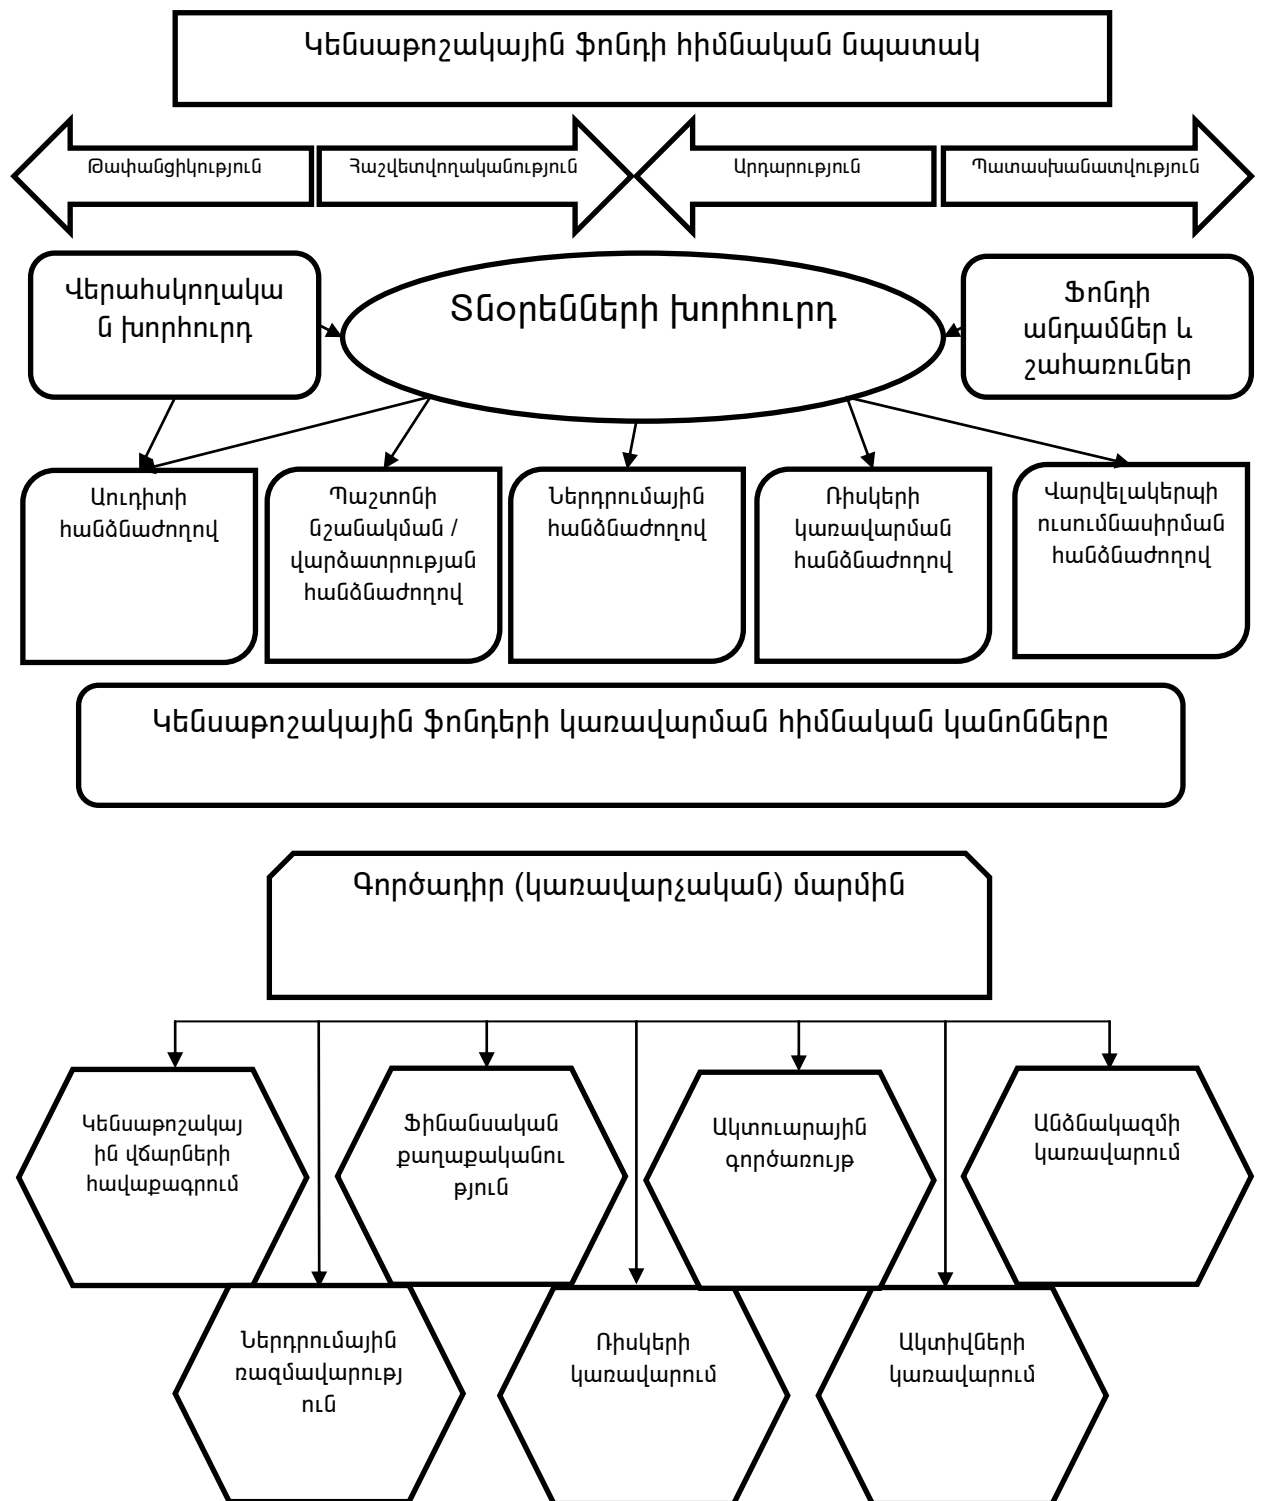 Կենսաթոշակային ֆոնդի հիմնական նպատակ
Թափանցիկություն
Հաշվետվողականություն
Արդարություն
Պատասխանատվություն
Վերահսկողակա
ն խորհուրդ
Տնօրենների խորհուրդ
Ֆոնդի
անդամներ և
շահառուներ
Աուդիտի
հանձնաժողով
Պաշտոնի
նշանակման /
վարձատրության
հանձնաժողով
Ներդրումային
հանձնաժողով
Ռիսկերի
կառավարման
հանձնաժողով
Վարվելակերպի
ուսումնասիրման
հանձնաժողով
Կենսաթոշակային ֆոնդերի կառավարման հիմնական կանոնները
Գործադիր (կառավարչական) մարմին
Կենսաթոշակայ
ին վճարների
հավաքագրում
Ֆինանսական
քաղաքականու
թյուն
Ակտուարային
գործառույթ
Անձնակազմի
կառավարում
Ներդրումային
ռազմավարությ
ուն
Ռիսկերի
կառավարում
Ակտիվների
կառավարում